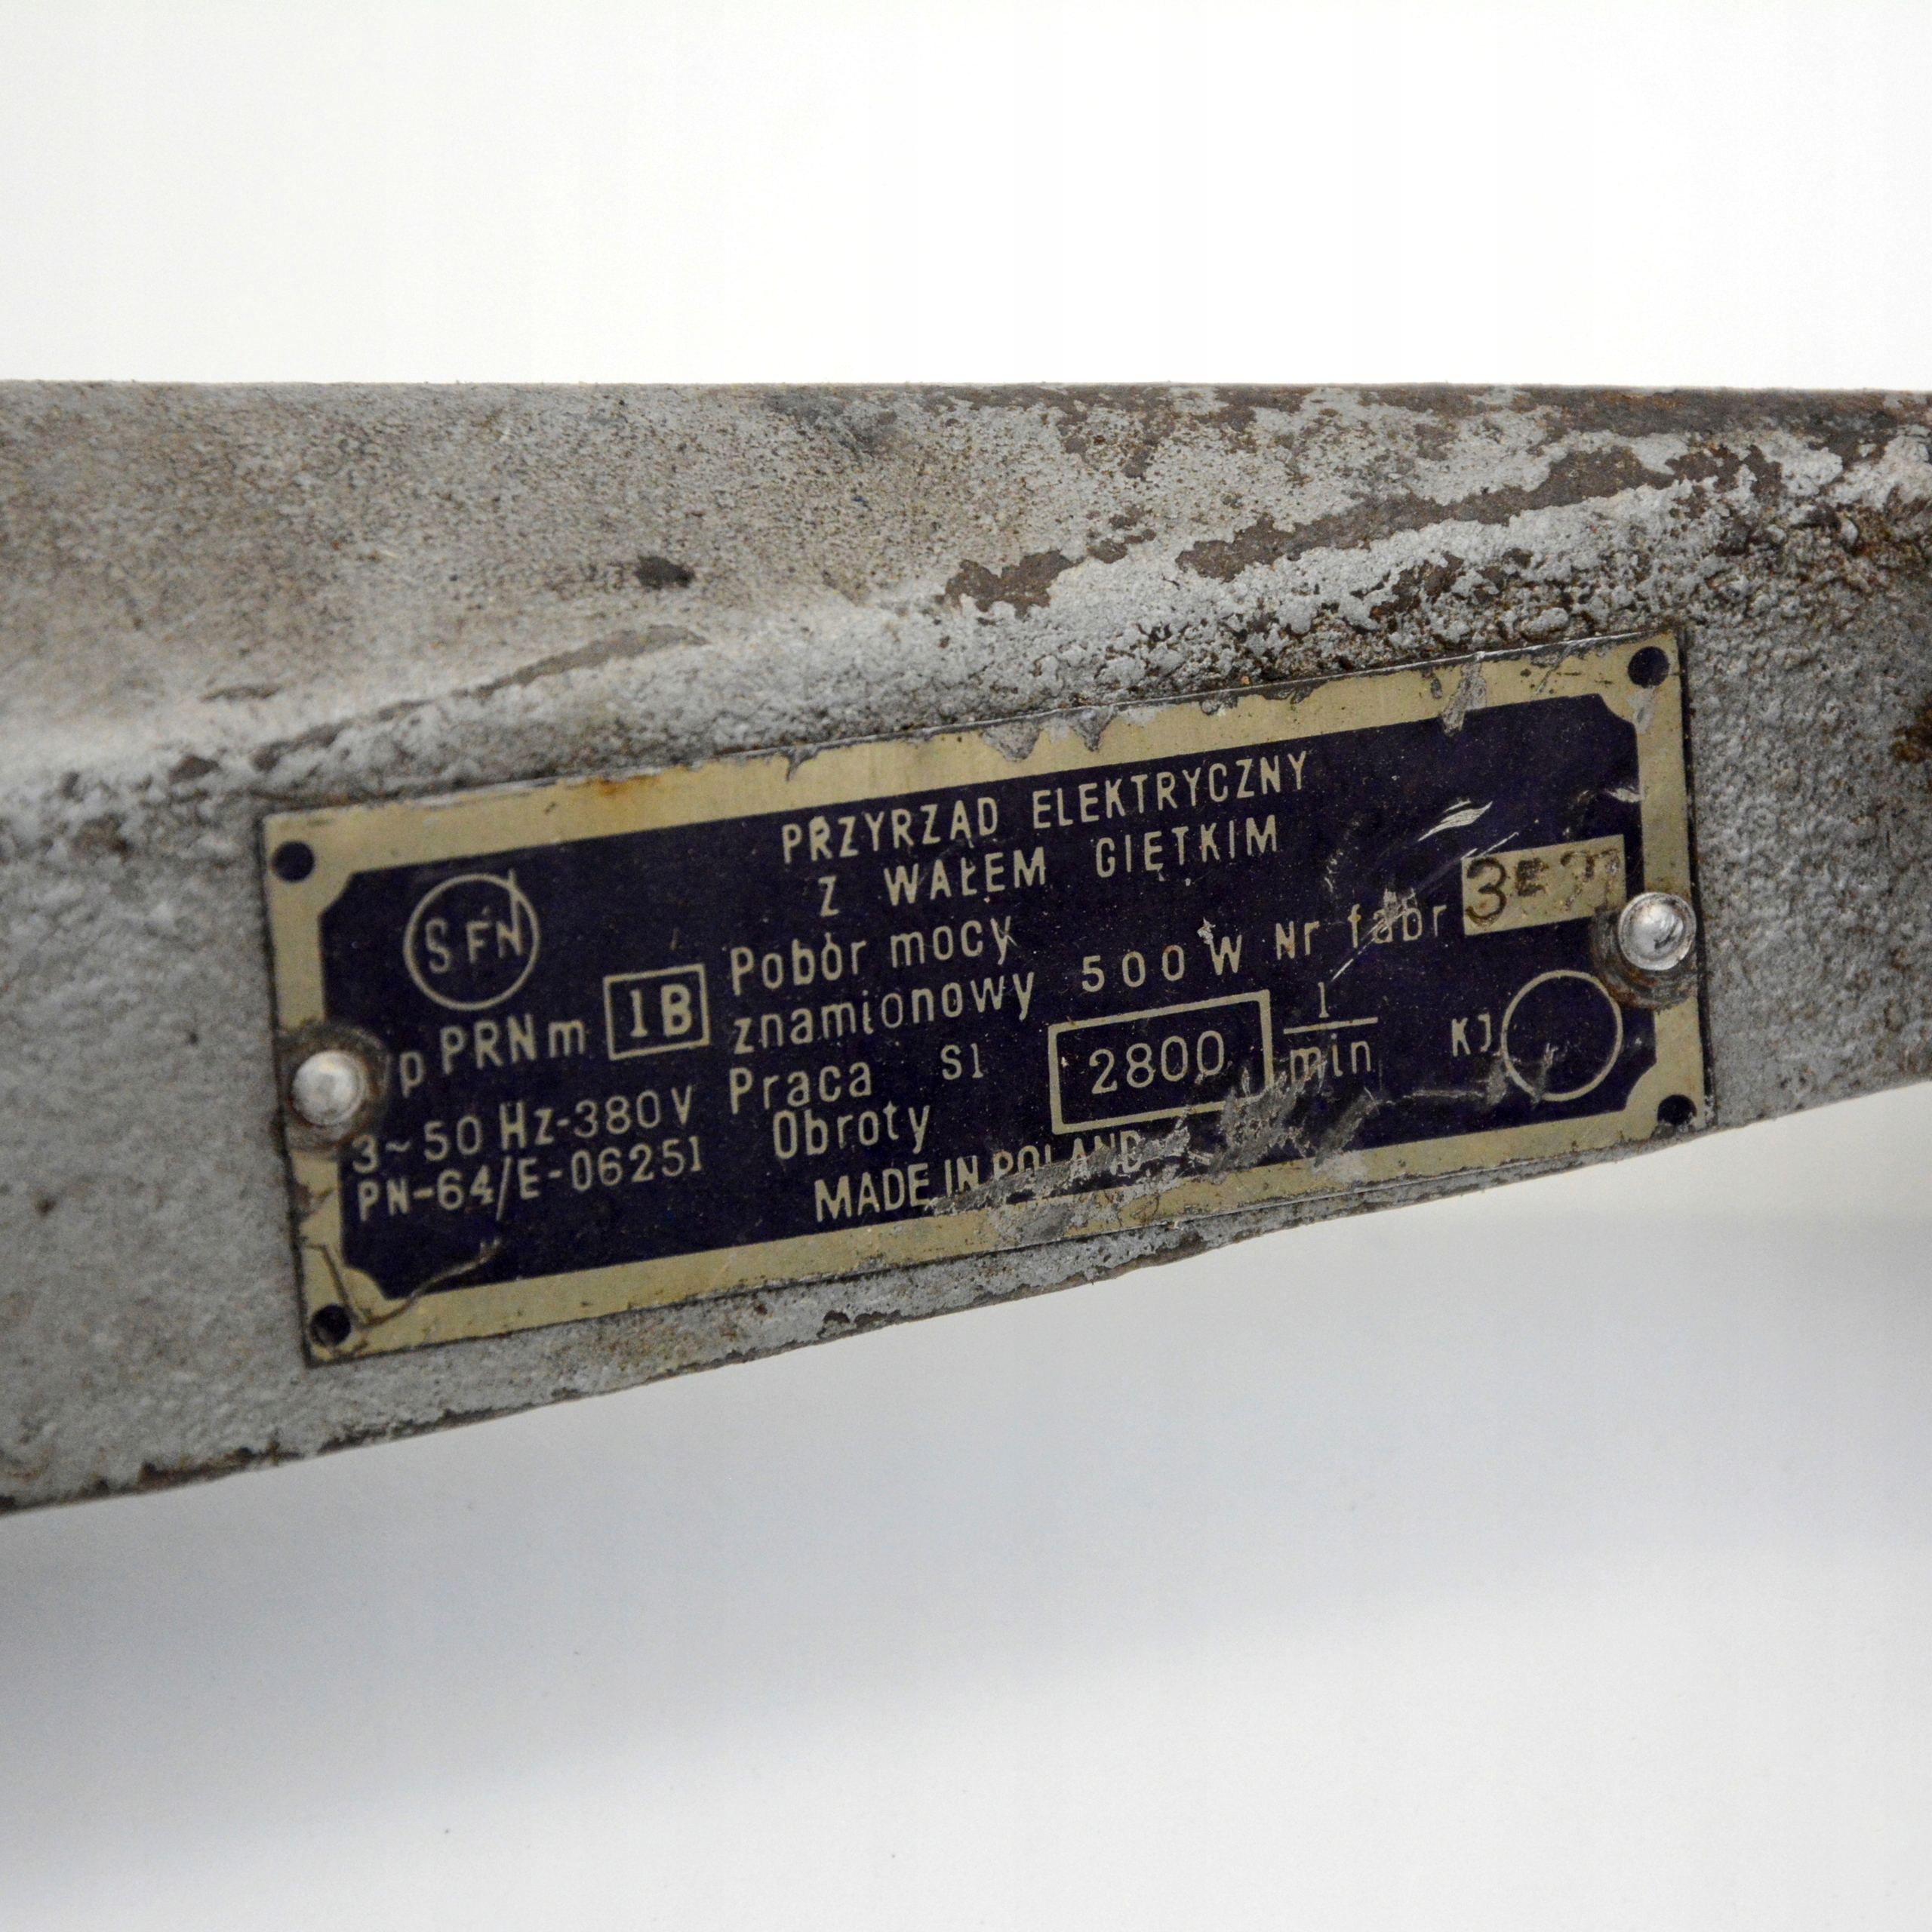 PRZYRZĄD ELEKTRYCZNY
Z WAŁEM GIĘTKIM
SFN
Pobór mocy
znamionowy 500 W Nr fabr
p PRNm 1B
3~50 Hz-380V
PN-64/E-06251
Praca S1
Obroty 2800 1/min
KJ
MADE IN POLAND